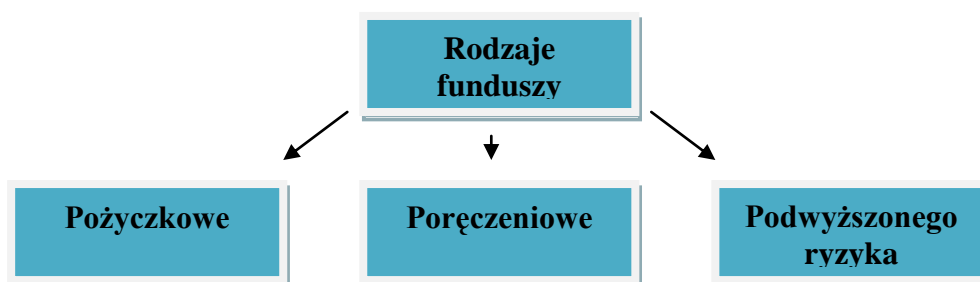 Rodzaje
funduszy
Pożyczkowe
Poręczeniowe
Podwyższonego
ryzyka